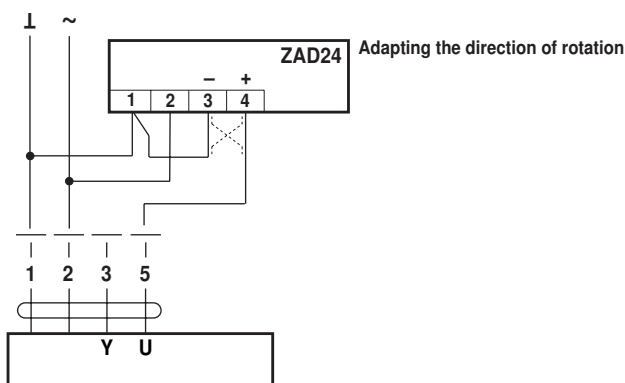 ⊥ ~
ZAD24
Adapting the direction of rotation
– +
1 2 3 4
1 2 3 5
Y U